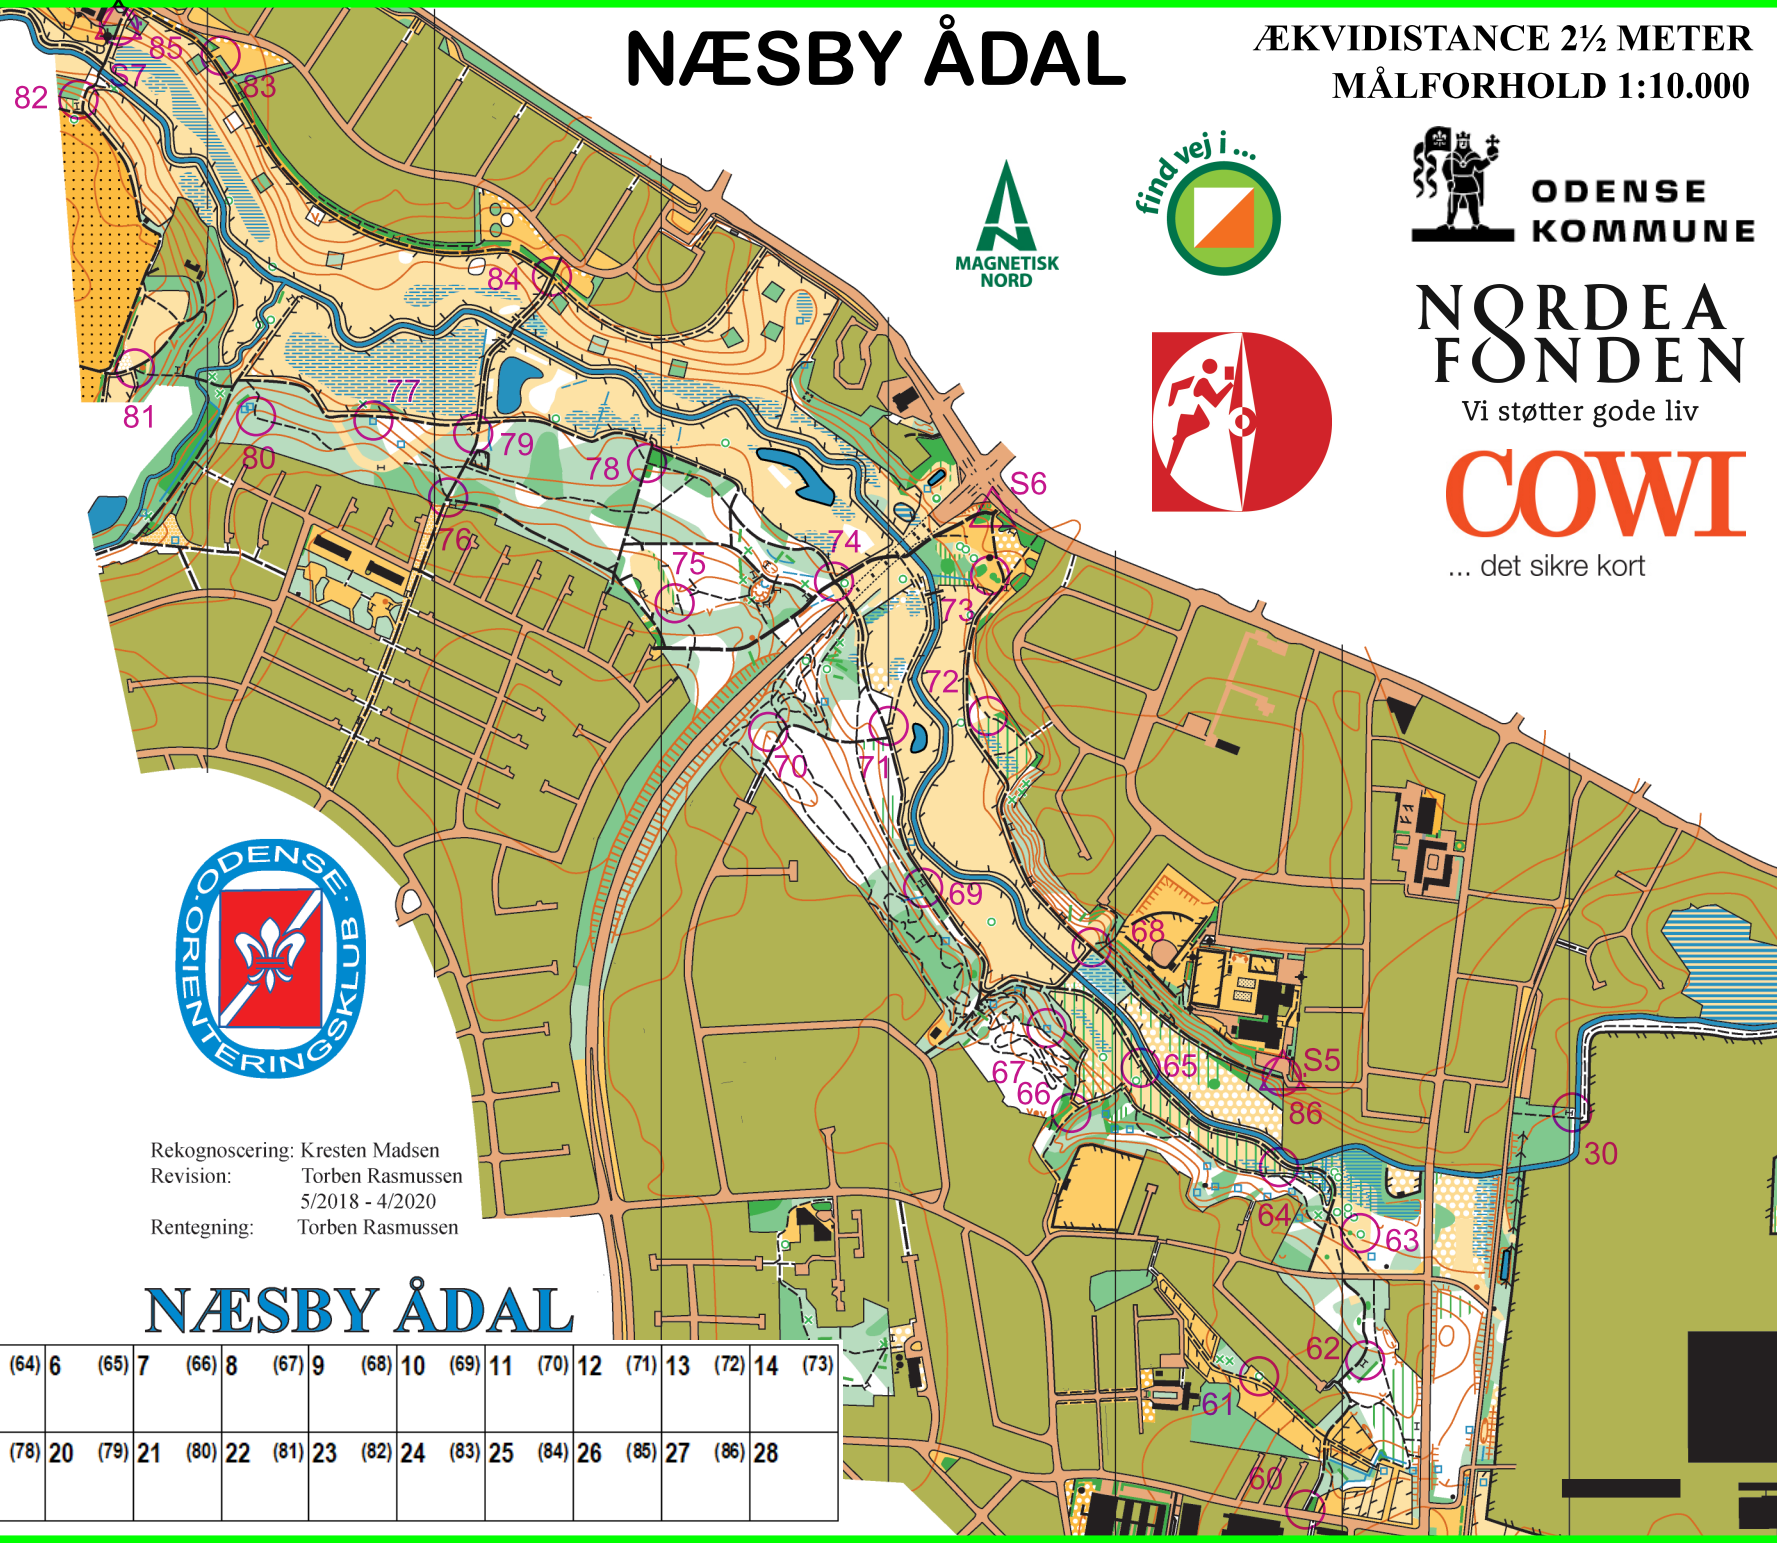 NÆSBY ÅDAL
ÆKVIDISTANCE 2½ METER
MÅLFORHOLD 1:10.000
MAGNETISK
NORD
find vej i ...
ODENSE
KOMMUNE
NORDEA
FONDEN
Vi støtter gode liv
COWI
... det sikre kort
85
S7
83
82
84
81
77
80
79
78
76
75
74
S6
73
72
70
71
69
68
67
66
65
S5
86
30
64
63
62
61
60
ODENSE · ORIENTERINGSKLUB ·
Rekognoscering: Kresten Madsen
Revision: Torben Rasmussen
5/2018 - 4/2020
Rentegning: Torben Rasmussen
NÆSBY ÅDAL
(64) 6 (65) 7 (66) 8 (67) 9 (68) 10 (69) 11 (70) 12 (71) 13 (72) 14 (73)
(78) 20 (79) 21 (80) 22 (81) 23 (82) 24 (83) 25 (84) 26 (85) 27 (86) 28